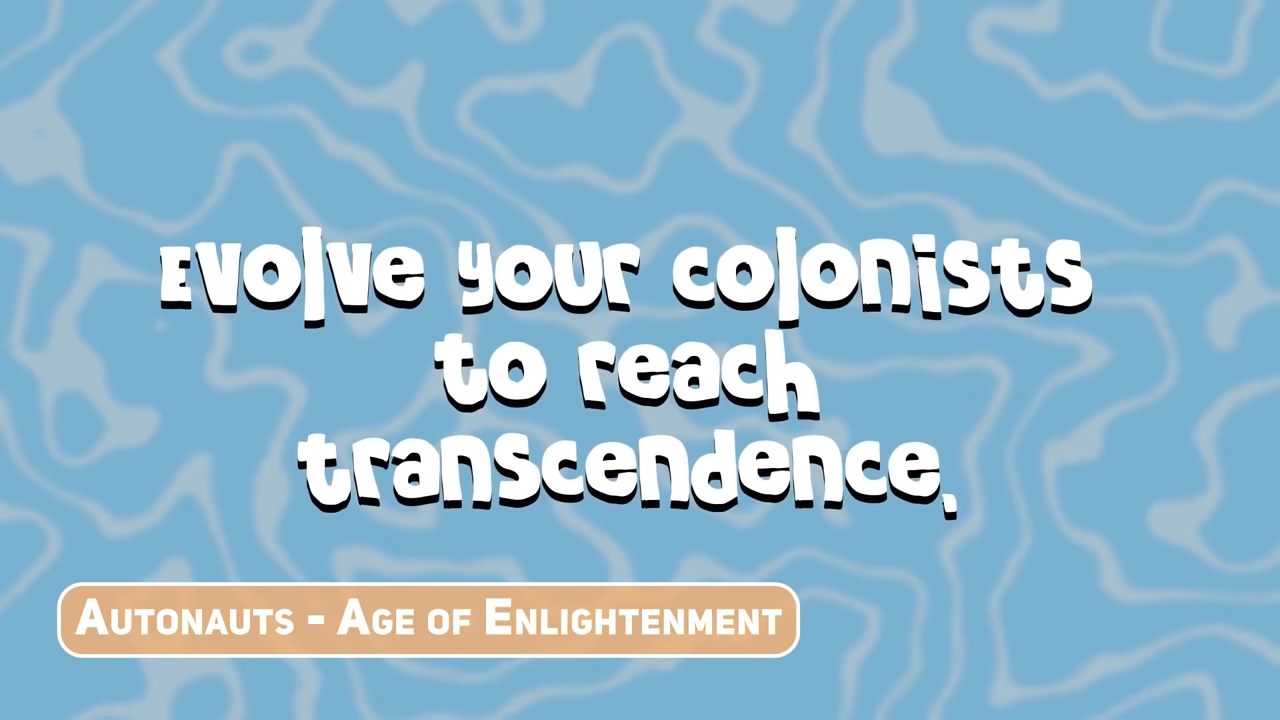 Evolve your colonists
to reach
transcendence,
Autonauts - Age of Enlightenment